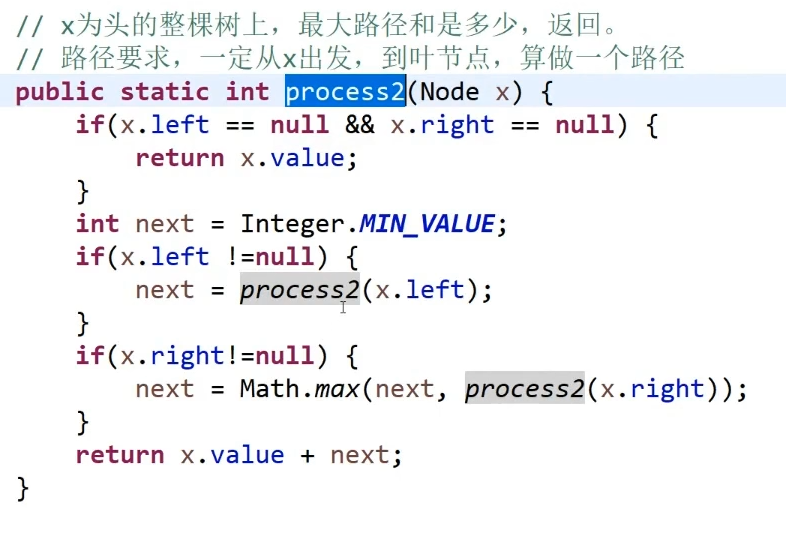 // x为头的整棵树上，最大路径和是多少，返回。
// 路径要求，一定从x出发，到叶节点，算做一个路径
public static int process2(Node x) {
    if(x.left == null && x.right == null) {
        return x.value;
    }
    int next = Integer.MIN_VALUE;
    if(x.left !=null) {
        next = process2(x.left);
    }
    if(x.right!=null) {
        next = Math.max(next, process2(x.right));
    }
    return x.value + next;
}